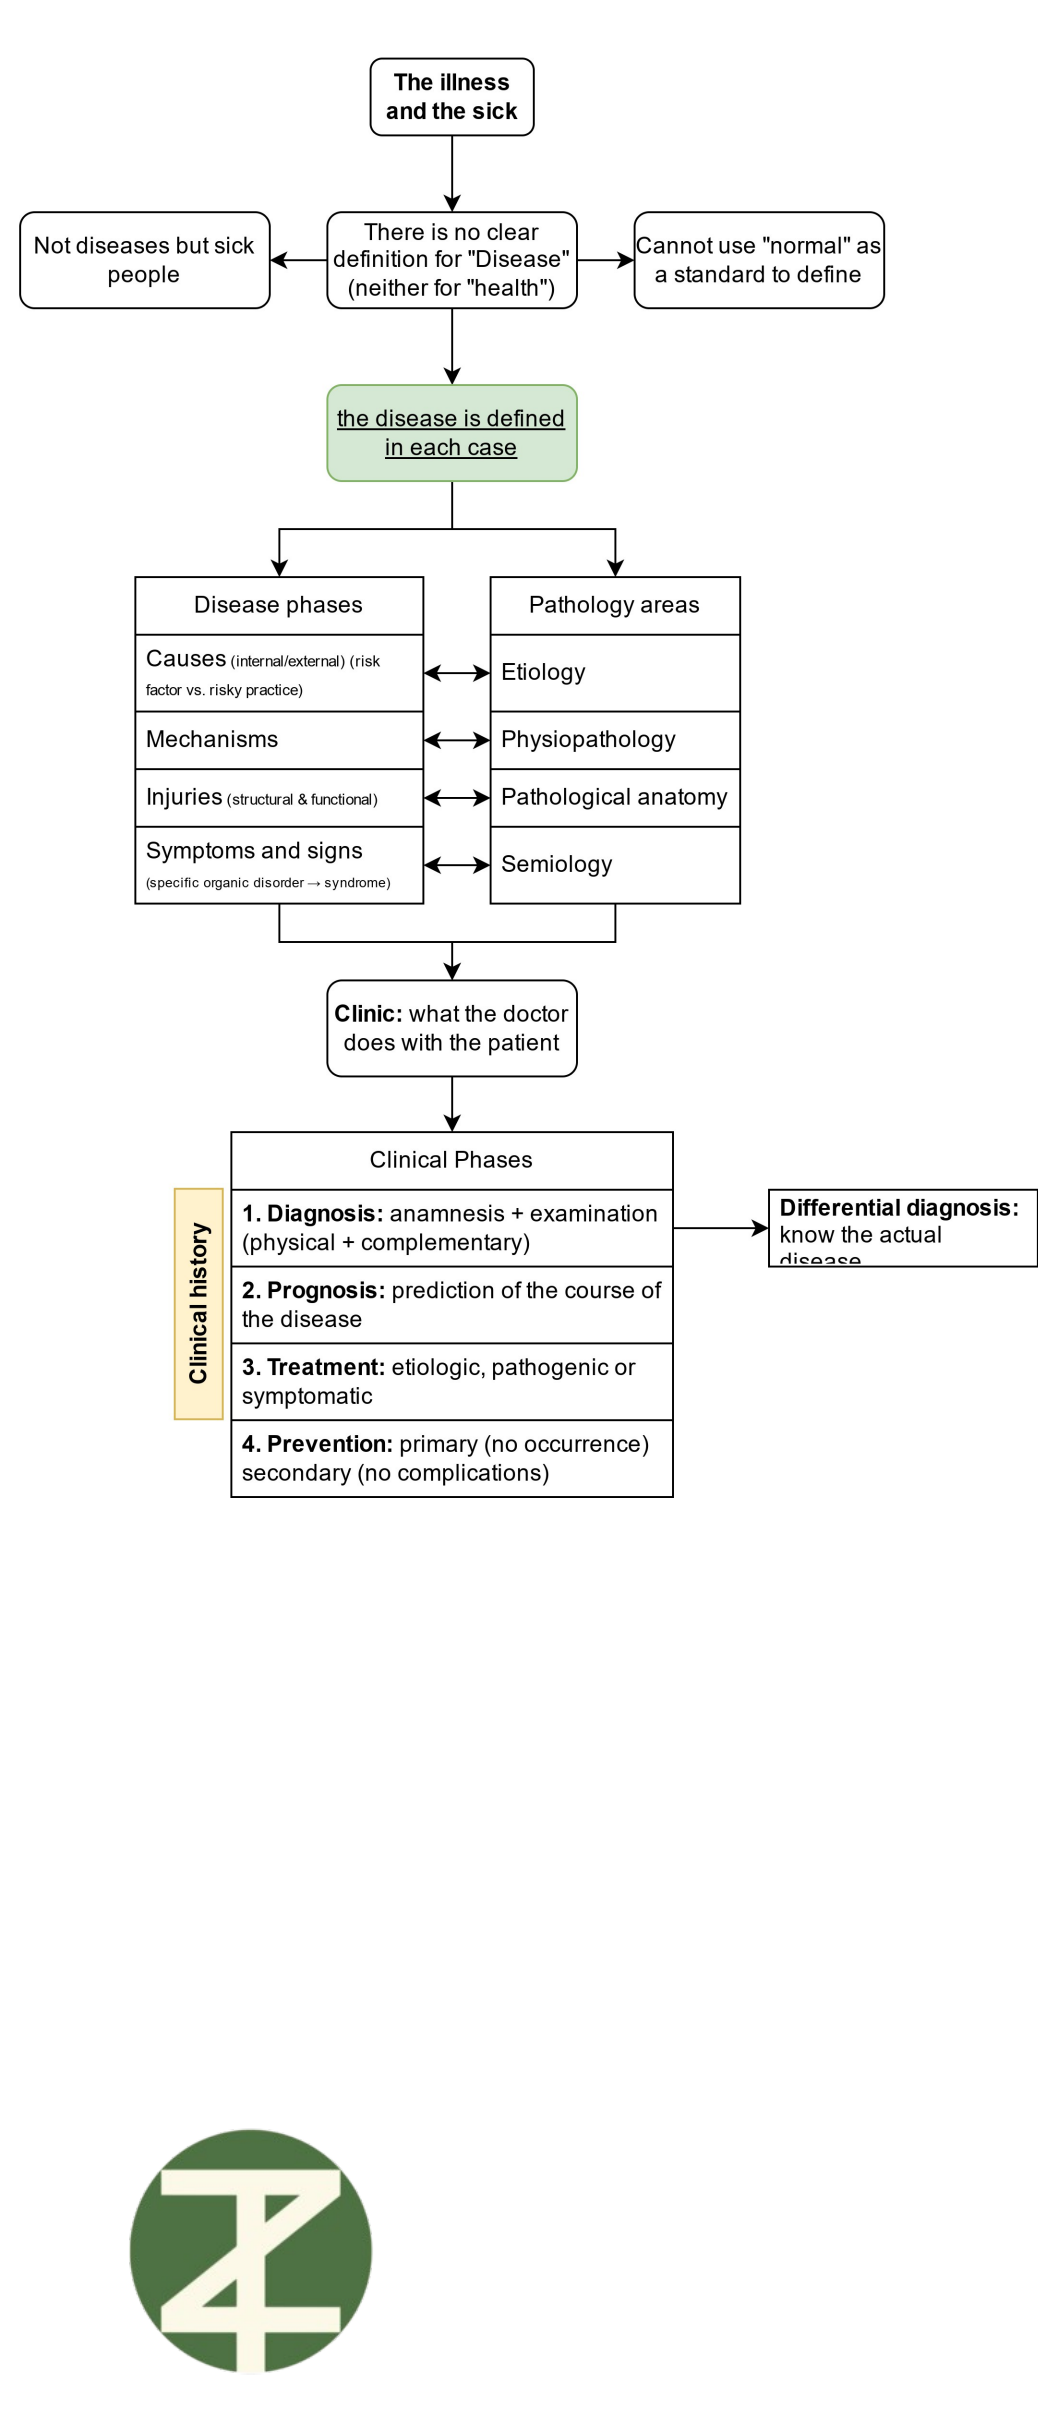 The illness
and the sick
Not diseases but sick
people
There is no clear
definition for "Disease"
(neither for "health")
Cannot use "normal" as
a standard to define
the disease is defined
in each case
Disease phases
Causes (internal/external) (risk
factor vs. risky practice)
Mechanisms
Injuries (structural & functional)
Symptoms and signs
(specific organic disorder → syndrome)
Pathology areas
Etiology
Physiopathology
Pathological anatomy
Semiology
Clinic: what the doctor
does with the patient
Clinical history
Clinical Phases
1. Diagnosis: anamnesis + examination
(physical + complementary)
2. Prognosis: prediction of the course of
the disease
3. Treatment: etiologic, pathogenic or
symptomatic
4. Prevention: primary (no occurrence)
secondary (no complications)
Differential diagnosis:
know the actual
disease